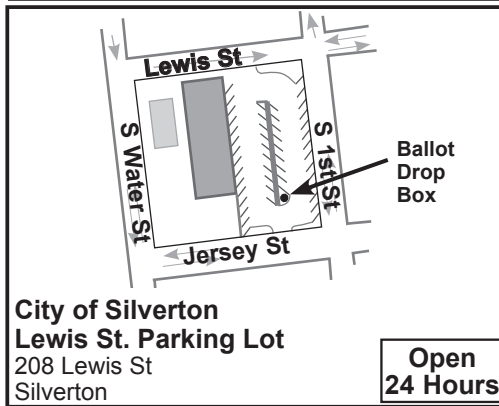 Lewis St
S Water St
S 1st St
Ballot
Drop
Box
Jersey St
City of Silverton
Lewis St. Parking Lot
208 Lewis St
Silverton
Open
24 Hours